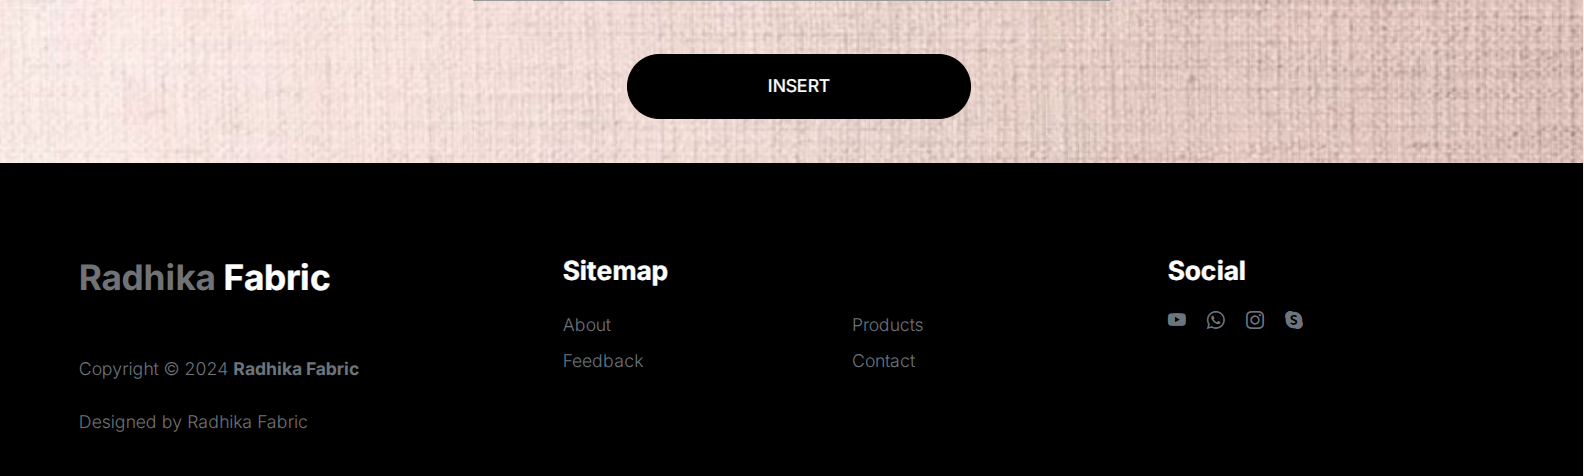 INSERT
Radhika Fabric
Copyright © 2024 Radhika Fabric
Designed by Radhika Fabric
Sitemap
About
Products
Feedback
Contact
Social